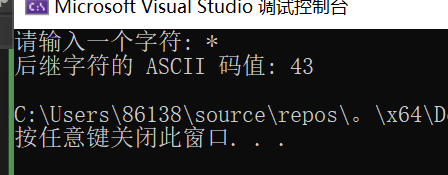 Microsoft Visual Studio 调试控制台
请输入一个字符: *
后继字符的 ASCII 码值: 43
C:\Users\86138\source\repos\。\x64\D
按任意键关闭此窗口. . .